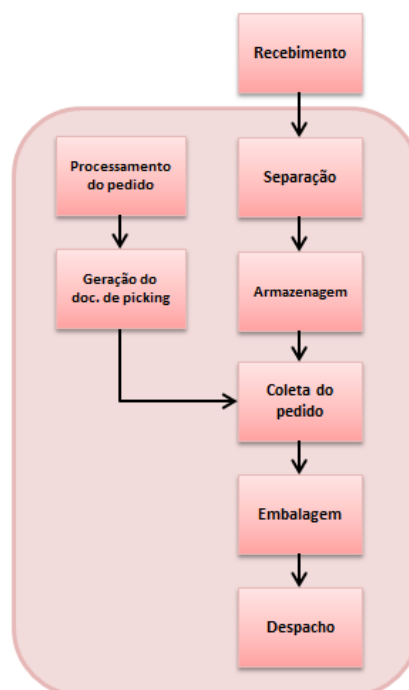 Recebimento
Processamento
do pedido
Separação
Geração do
doc. de picking
Armazenagem
Coleta do
pedido
Embalagem
Despacho